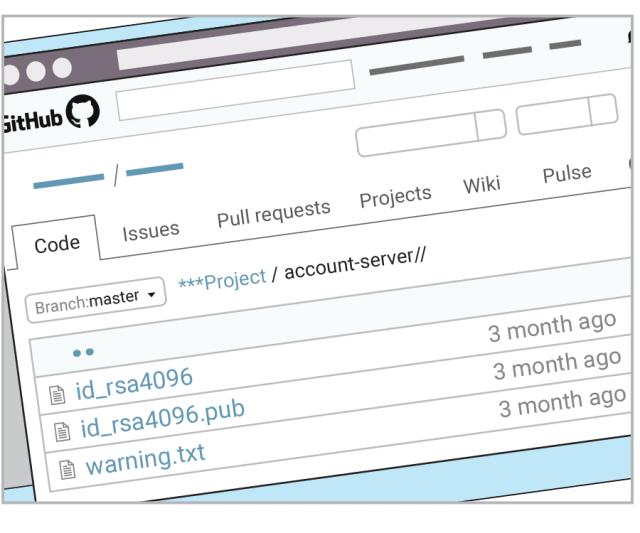 GitHub
Code Issues Pull requests Projects Wiki Pulse
Branch:master ***Project / account-server//
..
id_rsa4096 3 month ago
id_rsa4096.pub 3 month ago
warning.txt 3 month ago